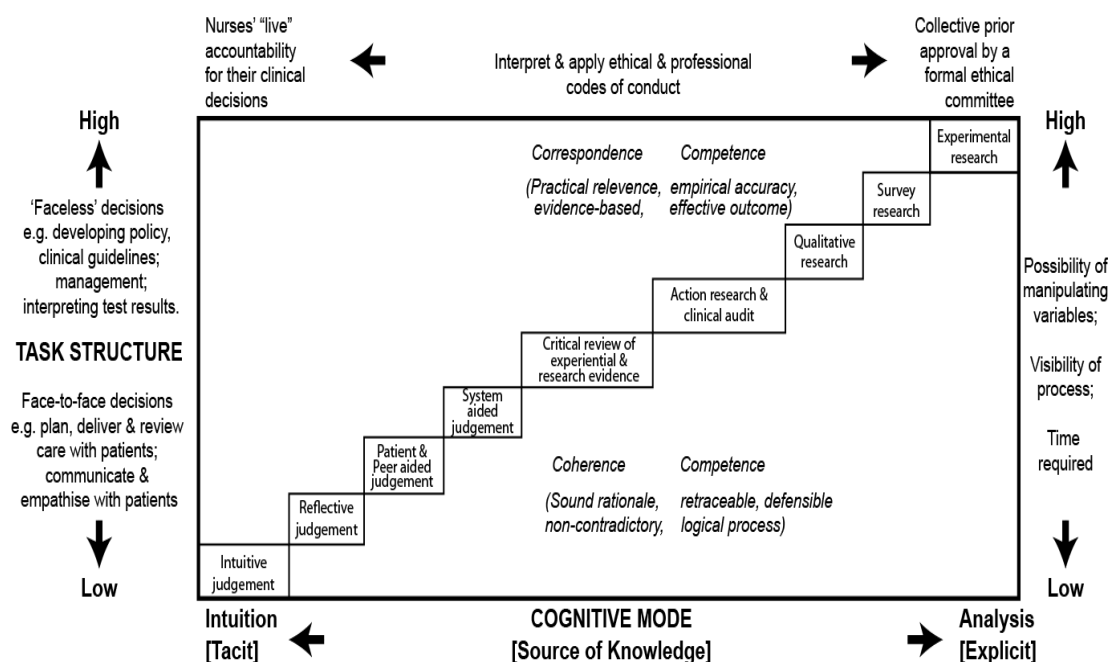 Nurses’ “live”
accountability
for their clinical
decisions
Interpret & apply ethical & professional
codes of conduct
Collective prior
approval by a
formal ethical
committee
High
‘Faceless’ decisions
e.g. developing policy,
clinical guidelines;
management;
interpreting test results.
TASK STRUCTURE
Face-to-face decisions
e.g. plan, deliver & review
care with patients;
communicate &
empathise with patients
Low
Correspondence Competence
(Practical relevence, empirical accuracy,
evidence-based, effective outcome)
Experimental
research
Survey
research
Qualitative
research
Action research &
clinical audit
Critical review of
experiential &
research evidence
System
aided
judgement
Patient &
Peer aided
judgement
Reflective
judgement
Intuitive
judgement
Coherence Competence
(Sound rationale, retraceable, defensible
non-contradictory, logical process)
High
Possibility of
manipulating
variables;
Visibility of
process;
Time
required
Low
Intuition
[Tacit]
COGNITIVE MODE
[Source of Knowledge]
Analysis
[Explicit]